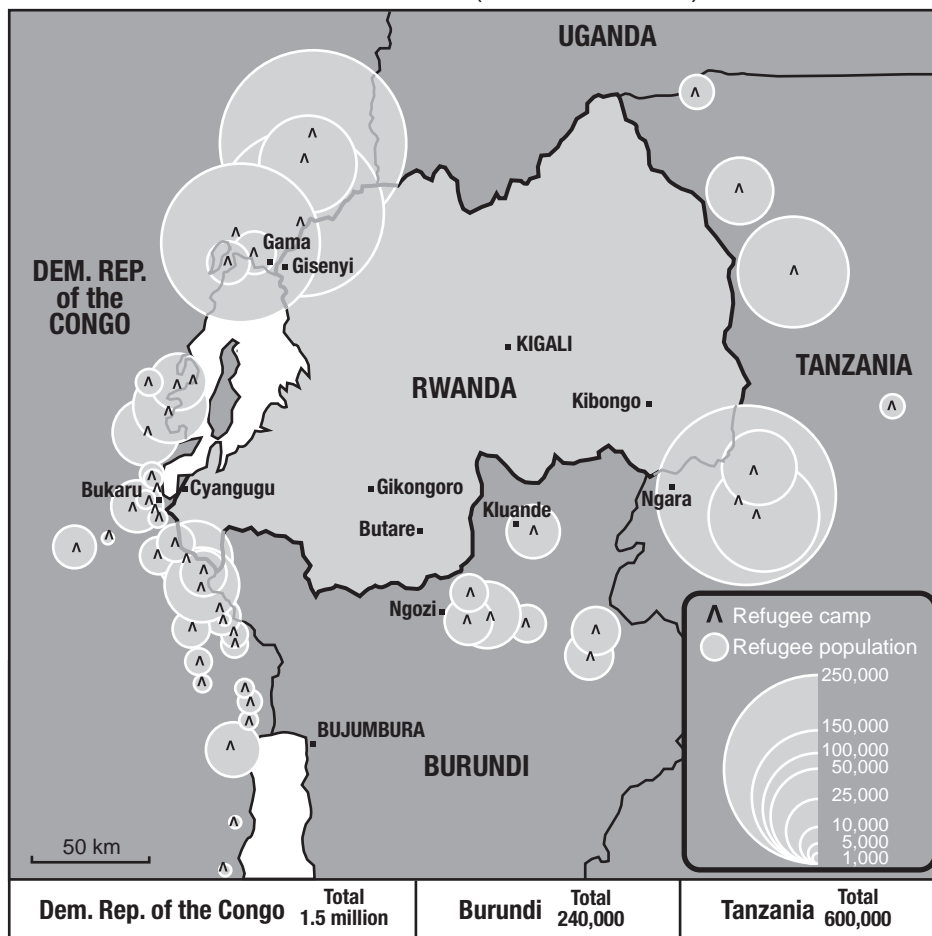 UGANDA
DEM. REP.
of the
CONGO
Gama
Gisenyi
KIGALI
RWANDA
Kibongo
TANZANIA
Bukaru
Cyangugu
Gikongoro
Butare
Kluande
Ngara
Ngozi
BUJUMBURA
BURUNDI
50 km
Refugee camp
Refugee population
250,000
150,000
100,000
50,000
25,000
10,000
5,000
1,000
Dem. Rep. of the Congo Total 1.5 million
Burundi Total 240,000
Tanzania Total 600,000